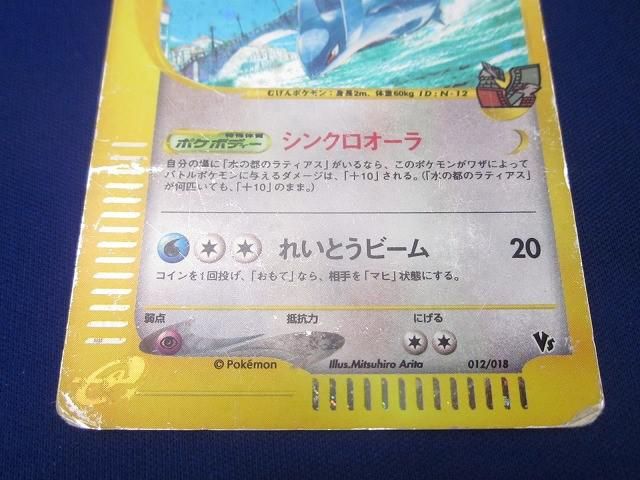 むげんポケモン：身長2m、体重60kg ID:N-12
特殊体質
ポケボディー シンクロオーラ
自分の場に「水の都のラティアス」がいるなら、このポケモンがワザによって
バトルポケモンに与えるダメージは、「＋10」される。（「水の都のラティアス」
が何匹いても、「＋10」のまま。）
れいとうビーム 20
コインを1回投げ、「おもて」なら、相手を「マヒ」状態にする。
弱点 抵抗力 にげる
© Pokémon Illus.Mitsuhiro Arita 012/018 VS
e